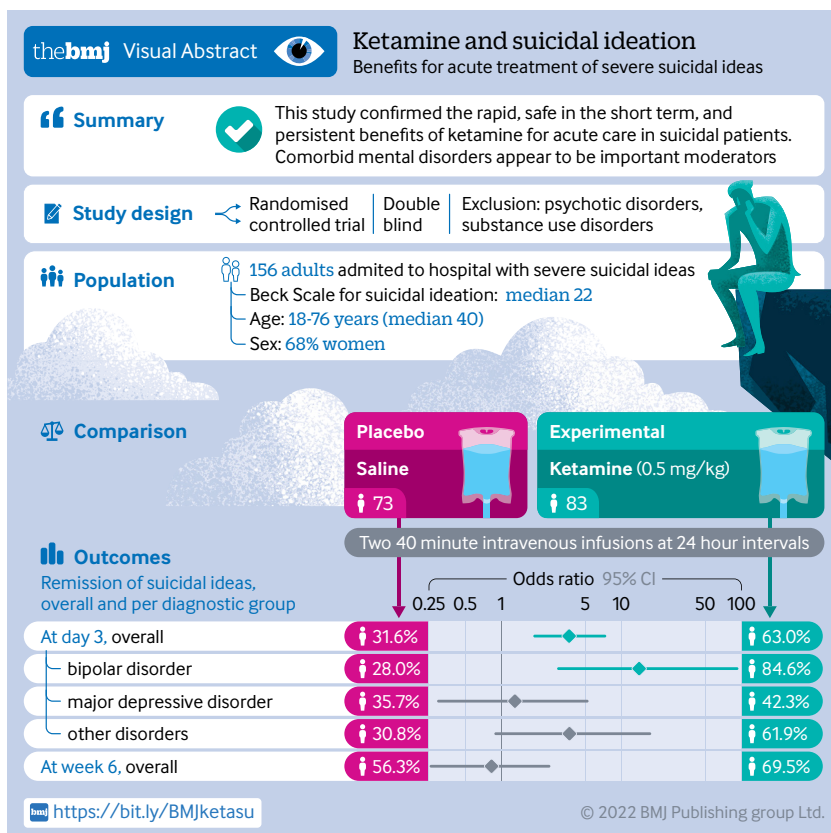 thebmj Visual Abstract
Ketamine and suicidal ideation
Benefits for acute treatment of severe suicidal ideas
Summary
This study confirmed the rapid, safe in the short term, and
persistent benefits of ketamine for acute care in suicidal patients.
Comorbid mental disorders appear to be important moderators
Study design
Randomised
controlled trial
Double
blind
Exclusion: psychotic disorders,
substance use disorders
Population
156 adults admited to hospital with severe suicidal ideas
Beck Scale for suicidal ideation: median 22
Age: 18-76 years (median 40)
Sex: 68% women
Comparison
Placebo
Saline
73
Experimental
Ketamine (0.5 mg/kg)
83
Two 40 minute intravenous infusions at 24 hour intervals
Outcomes
Remission of suicidal ideas,
overall and per diagnostic group
Odds ratio 95% CI
0.25 0.5 1 5 10 50 100
At day 3, overall 31.6% 63.0%
bipolar disorder 28.0% 84.6%
major depressive disorder 35.7% 42.3%
other disorders 30.8% 61.9%
At week 6, overall 56.3% 69.5%
bmj https://bit.ly/BMJketasu
© 2022 BMJ Publishing group Ltd.